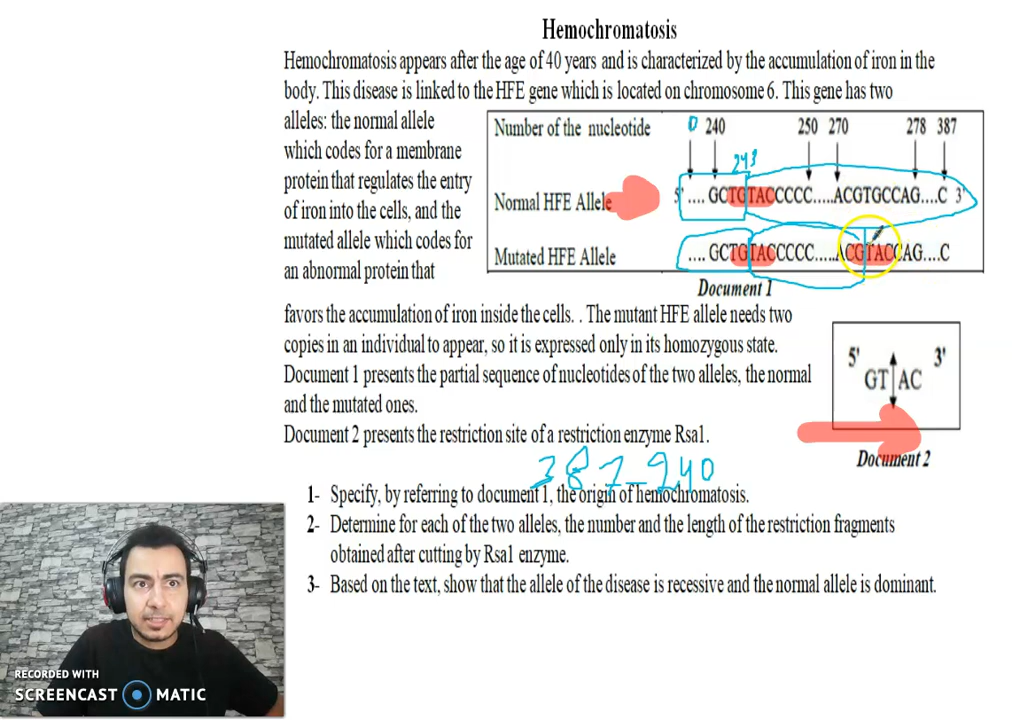 Hemochromatosis
Hemochromatosis appears after the age of 40 years and is characterized by the accumulation of iron in the
body. This disease is linked to the HFE gene which is located on chromosome 6. This gene has two
alleles: the normal allele
which codes for a membrane
protein that regulates the entry
of iron into the cells, and the
mutated allele which codes for
an abnormal protein that
Number of the nucleotide 0 240 250 270 278 387
243
Normal HFE Allele 5' .... GCTGTACCCCC.....ACGTGCCAG....C 3'
Mutated HFE Allele .... GCTGTACCCCC.....ACGTACCAG....C
Document 1
favors the accumulation of iron inside the cells. . The mutant HFE allele needs two
copies in an individual to appear, so it is expressed only in its homozygous state.
Document 1 presents the partial sequence of nucleotides of the two alleles, the normal
and the mutated ones.
Document 2 presents the restriction site of a restriction enzyme Rsa1.
5' 3'
GT AC
Document 2
387-240
1- Specify, by referring to document 1, the origin of hemochromatosis.
2- Determine for each of the two alleles, the number and the length of the restriction fragments
obtained after cutting by Rsa1 enzyme.
3- Based on the text, show that the allele of the disease is recessive and the normal allele is dominant.
RECORDED WITH
SCREENCAST MATIC